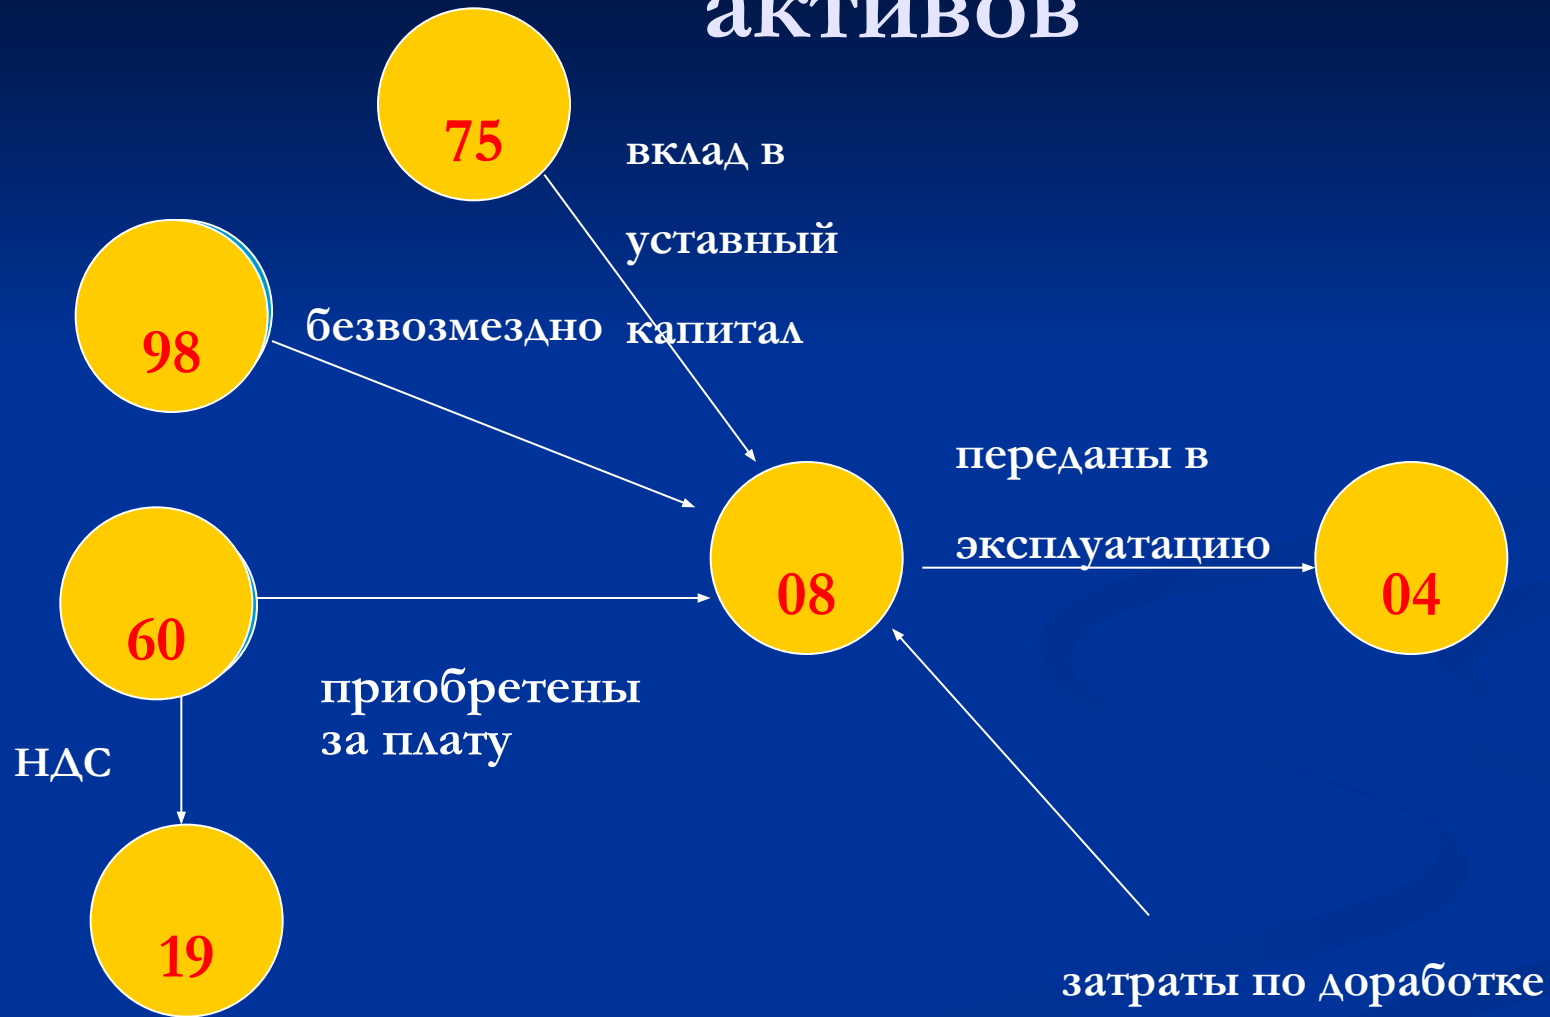 активов
75
вклад в
уставный
капитал
98
безвозмездно
переданы в
эксплуатацию
08
04
60
приобретены
за плату
НДС
19
затраты по доработке